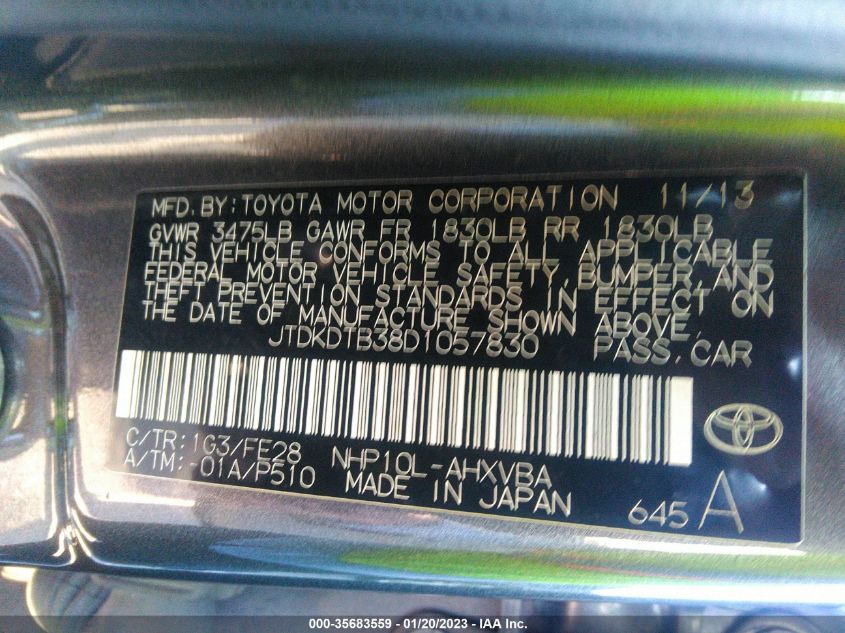 MFD. BY: TOYOTA MOTOR CORPORATION 11/13
GVWR 3475LB GAWR FR 1830LB RR 1830LB
THIS VEHICLE CONFORMS TO ALL APPLICABLE
FEDERAL MOTOR VEHICLE SAFETY, BUMPER, AND
THEFT PREVENTION STANDARDS IN EFFECT ON
THE DATE OF MANUFACTURE SHOWN ABOVE.
JTDKDTB38D1057830 PASS. CAR
C/TR: 1G3/FE28 NHP10L-AHXVBA
A/TM: -01A/P510 MADE IN JAPAN
645 A
000-35683559 - 01/20/2023 - © IAA Inc.